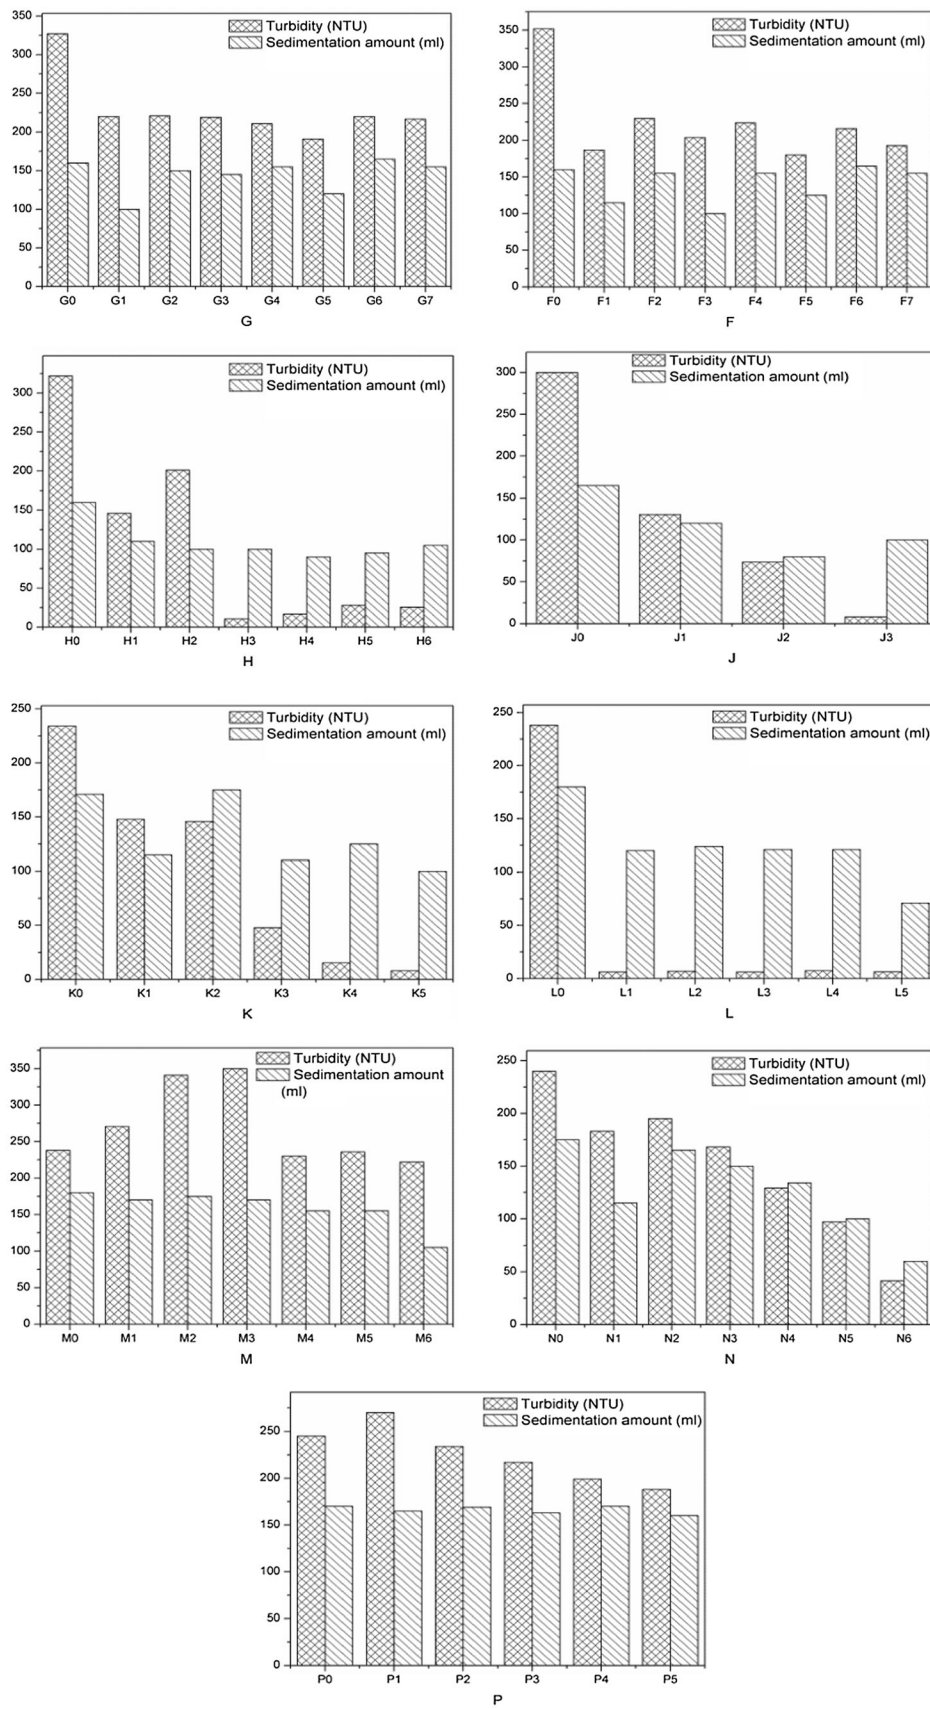 Turbidity (NTU)
Sedimentation amount (ml)
350
300
250
200
150
100
50
0
G0 G1 G2 G3 G4 G5 G6 G7
G
Turbidity (NTU)
Sedimentation amount (ml)
350
300
250
200
150
100
50
0
F0 F1 F2 F3 F4 F5 F6 F7
F
Turbidity (NTU)
Sedimentation amount (ml)
300
250
200
150
100
50
0
H0 H1 H2 H3 H4 H5 H6
H
Turbidity (NTU)
Sedimentation amount (ml)
300
250
200
150
100
50
0
J0 J1 J2 J3
J
Turbidity (NTU)
Sedimentation amount (ml)
250
200
150
100
50
0
K0 K1 K2 K3 K4 K5
K
Turbidity (NTU)
Sedimentation amount (ml)
250
200
150
100
50
0
L0 L1 L2 L3 L4 L5
L
Turbidity (NTU)
Sedimentation amount
(ml)
350
300
250
200
150
100
50
0
M0 M1 M2 M3 M4 M5 M6
M
Turbidity (NTU)
Sedimentation amount (ml)
250
200
150
100
50
0
N0 N1 N2 N3 N4 N5 N6
N
Turbidity (NTU)
Sedimentation amount (ml)
250
200
150
100
50
0
P0 P1 P2 P3 P4 P5
P